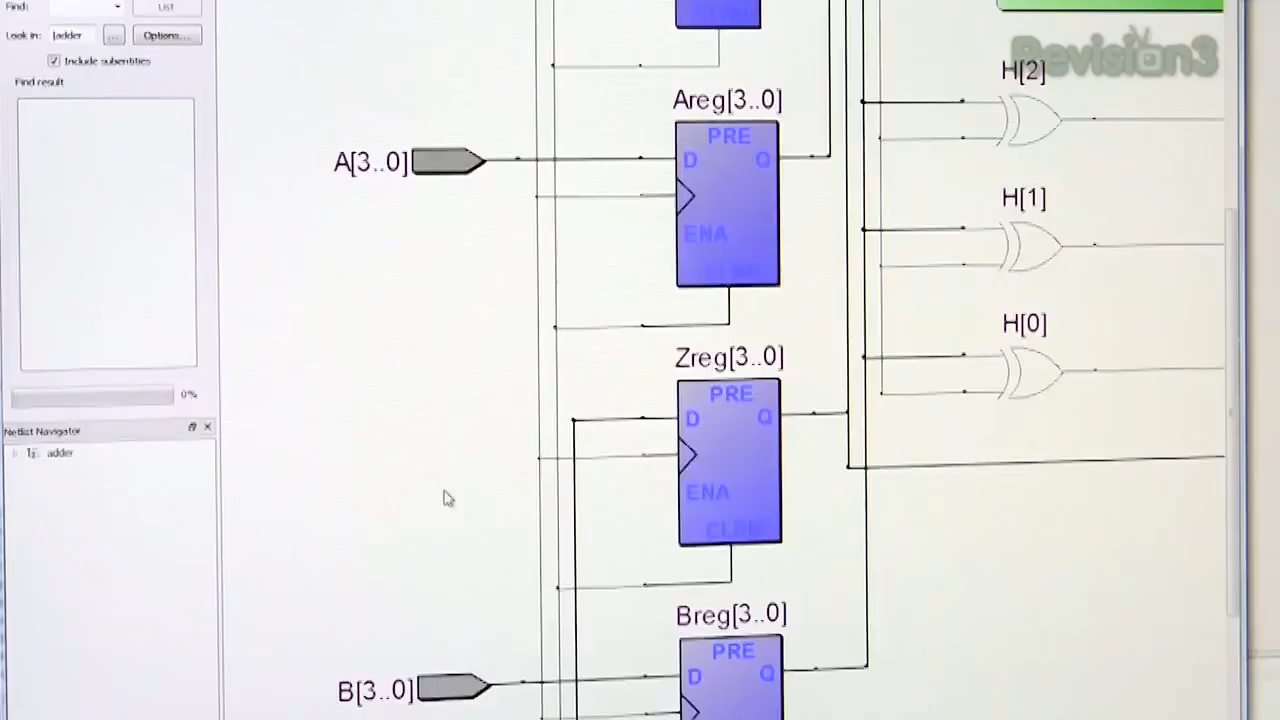 Find:
List
Look in:
adder
...
Options...
Include subentities
Find result
0%
Netlist Navigator
adder
Revision3
H[2]
Areg[3..0]
PRE
A[3..0]
D
Q
ENA
H[1]
H[0]
Zreg[3..0]
PRE
D
Q
ENA
CLRN
Breg[3..0]
PRE
B[3..0]
D
Q